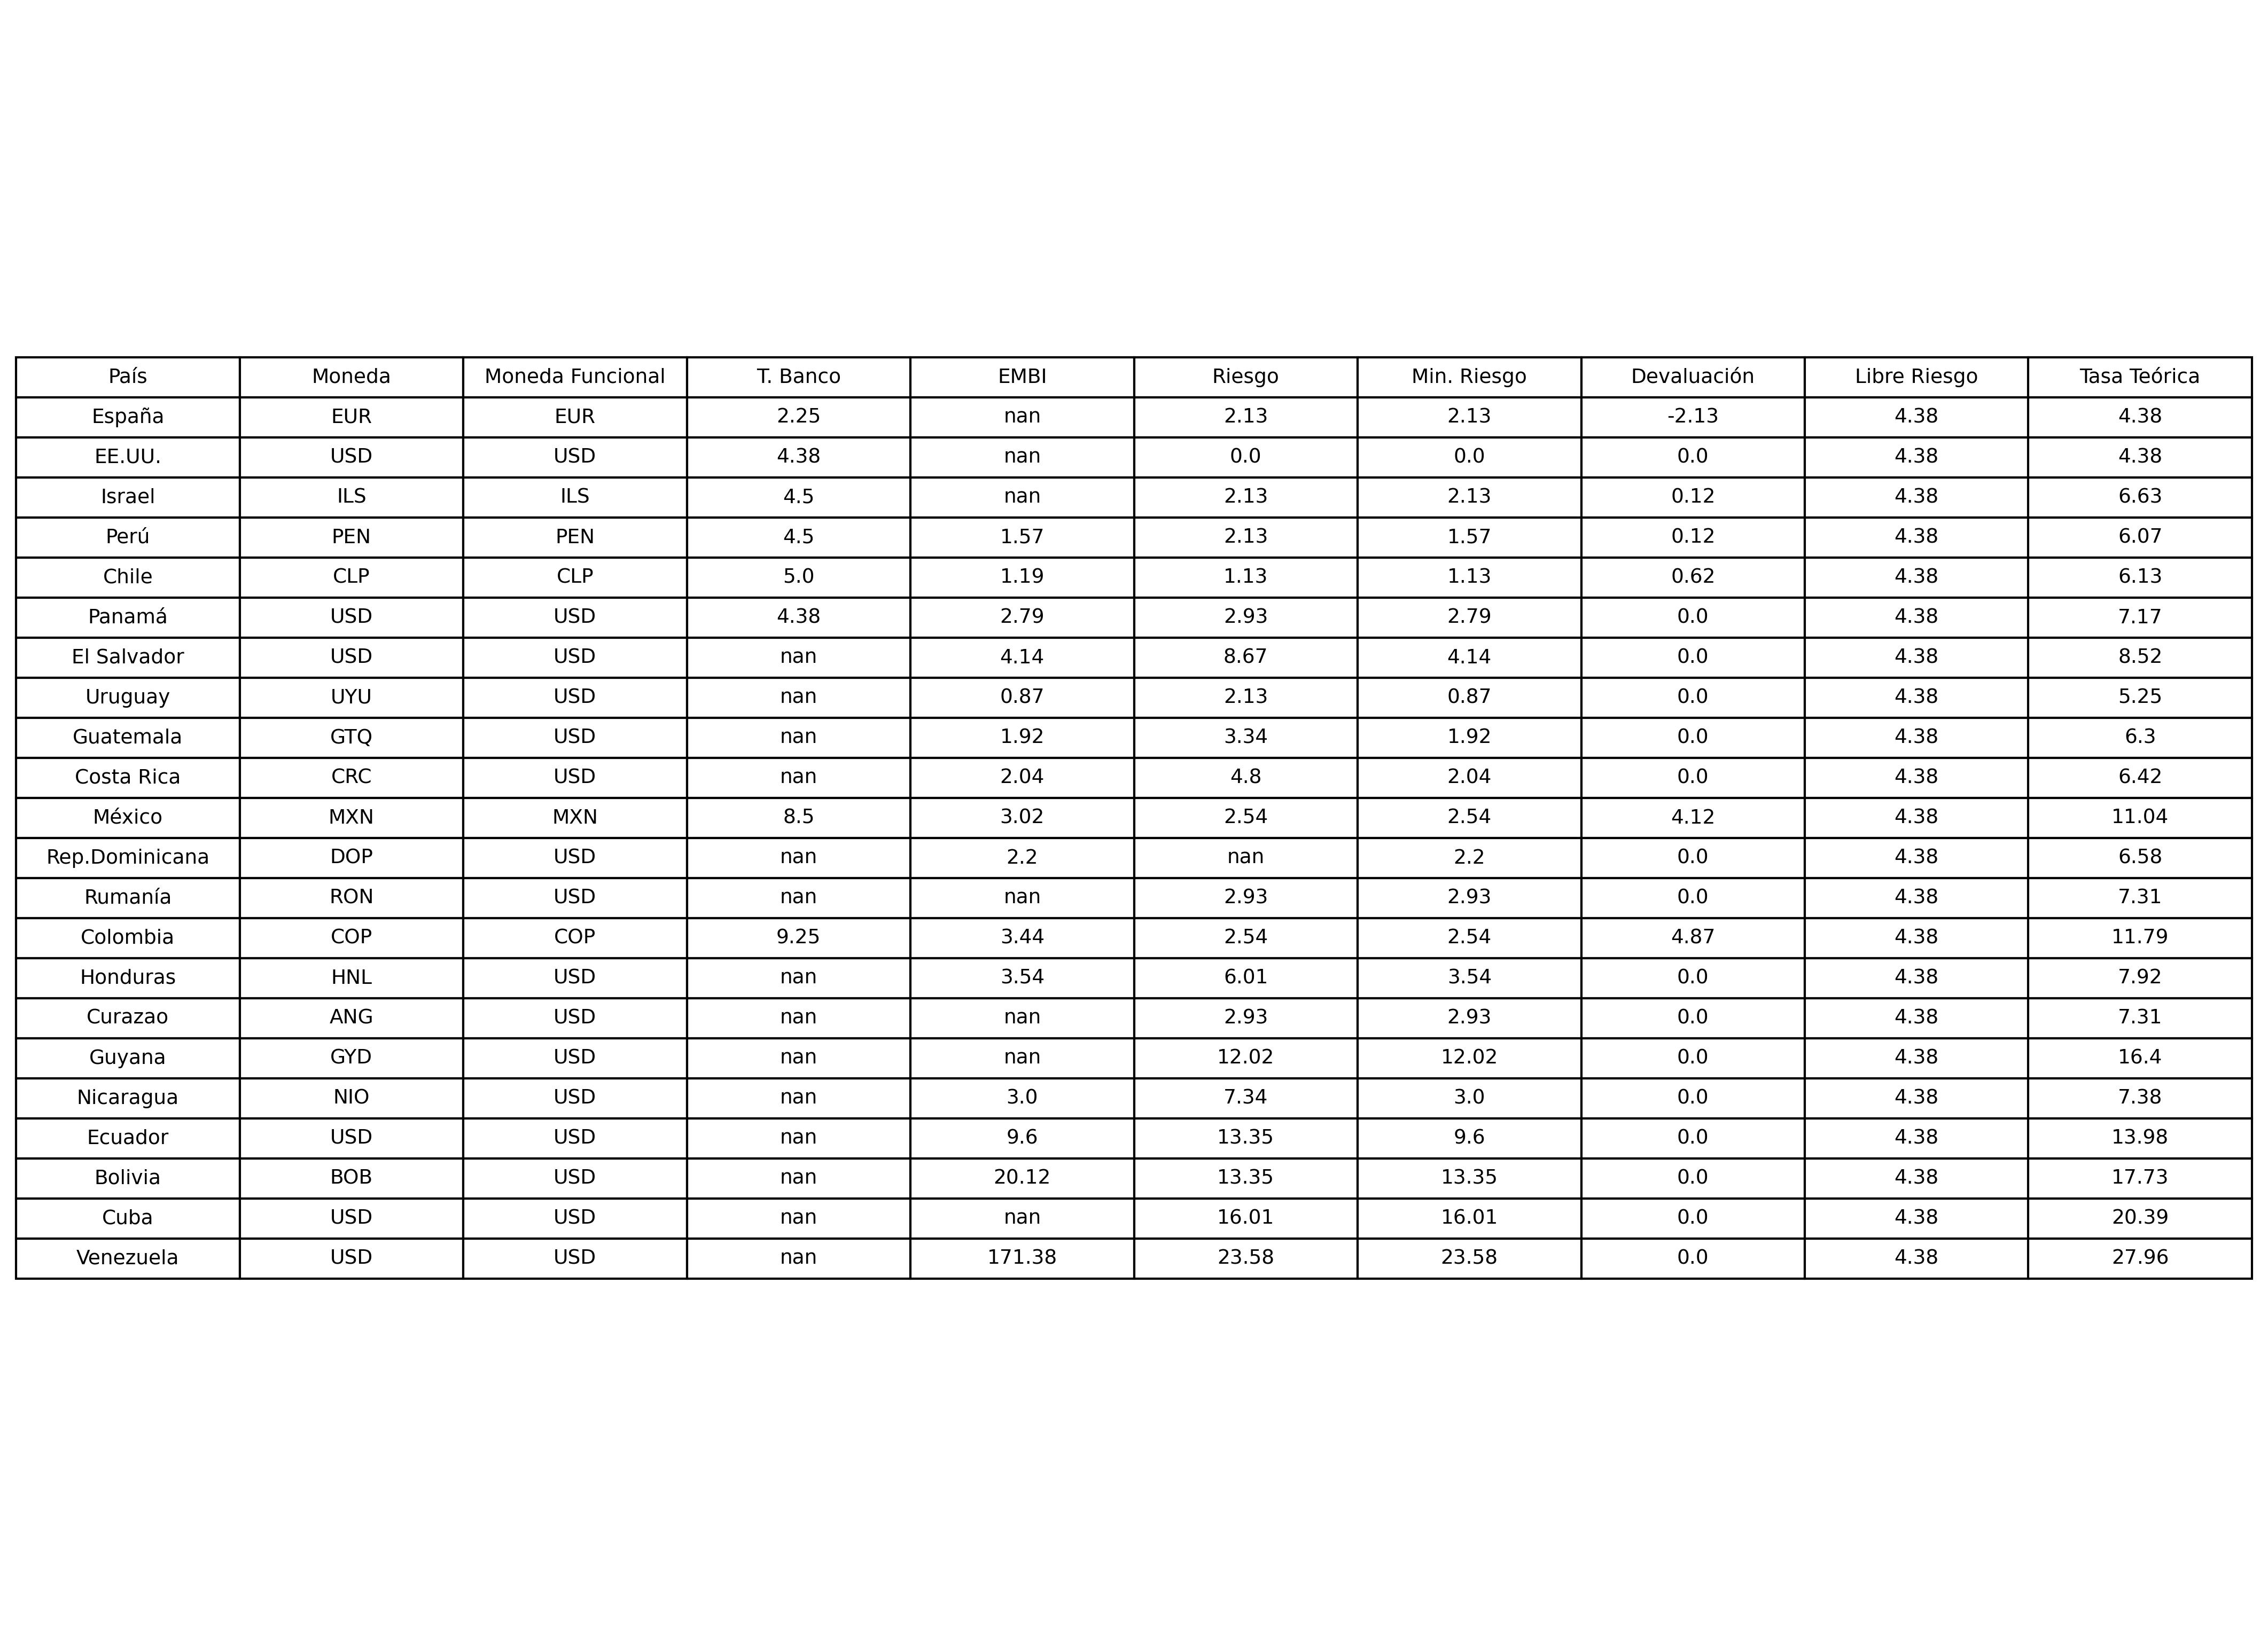 País Moneda Moneda Funcional T. Banco EMBI Riesgo Min. Riesgo Devaluación Libre Riesgo Tasa Teórica
España EUR EUR 2.25 nan 2.13 2.13 -2.13 4.38 4.38
EE.UU. USD USD 4.38 nan 0.0 0.0 0.0 4.38 4.38
Israel ILS ILS 4.5 nan 2.13 2.13 0.12 4.38 6.63
Perú PEN PEN 4.5 1.57 2.13 1.57 0.12 4.38 6.07
Chile CLP CLP 5.0 1.19 1.13 1.13 0.62 4.38 6.13
Panamá USD USD 4.38 2.79 2.93 2.79 0.0 4.38 7.17
El Salvador USD USD nan 4.14 8.67 4.14 0.0 4.38 8.52
Uruguay UYU USD nan 0.87 2.13 0.87 0.0 4.38 5.25
Guatemala GTQ USD nan 1.92 3.34 1.92 0.0 4.38 6.3
Costa Rica CRC USD nan 2.04 4.8 2.04 0.0 4.38 6.42
México MXN MXN 8.5 3.02 2.54 2.54 4.12 4.38 11.04
Rep.Dominicana DOP USD nan 2.2 nan 2.2 0.0 4.38 6.58
Rumanía RON USD nan nan 2.93 2.93 0.0 4.38 7.31
Colombia COP COP 9.25 3.44 2.54 2.54 4.87 4.38 11.79
Honduras HNL USD nan 3.54 6.01 3.54 0.0 4.38 7.92
Curazao ANG USD nan nan 2.93 2.93 0.0 4.38 7.31
Guyana GYD USD nan nan 12.02 12.02 0.0 4.38 16.4
Nicaragua NIO USD nan 3.0 7.34 3.0 0.0 4.38 7.38
Ecuador USD USD nan 9.6 13.35 9.6 0.0 4.38 13.98
Bolivia BOB USD nan 20.12 13.35 13.35 0.0 4.38 17.73
Cuba USD USD nan nan 16.01 16.01 0.0 4.38 20.39
Venezuela USD USD nan 171.38 23.58 23.58 0.0 4.38 27.96